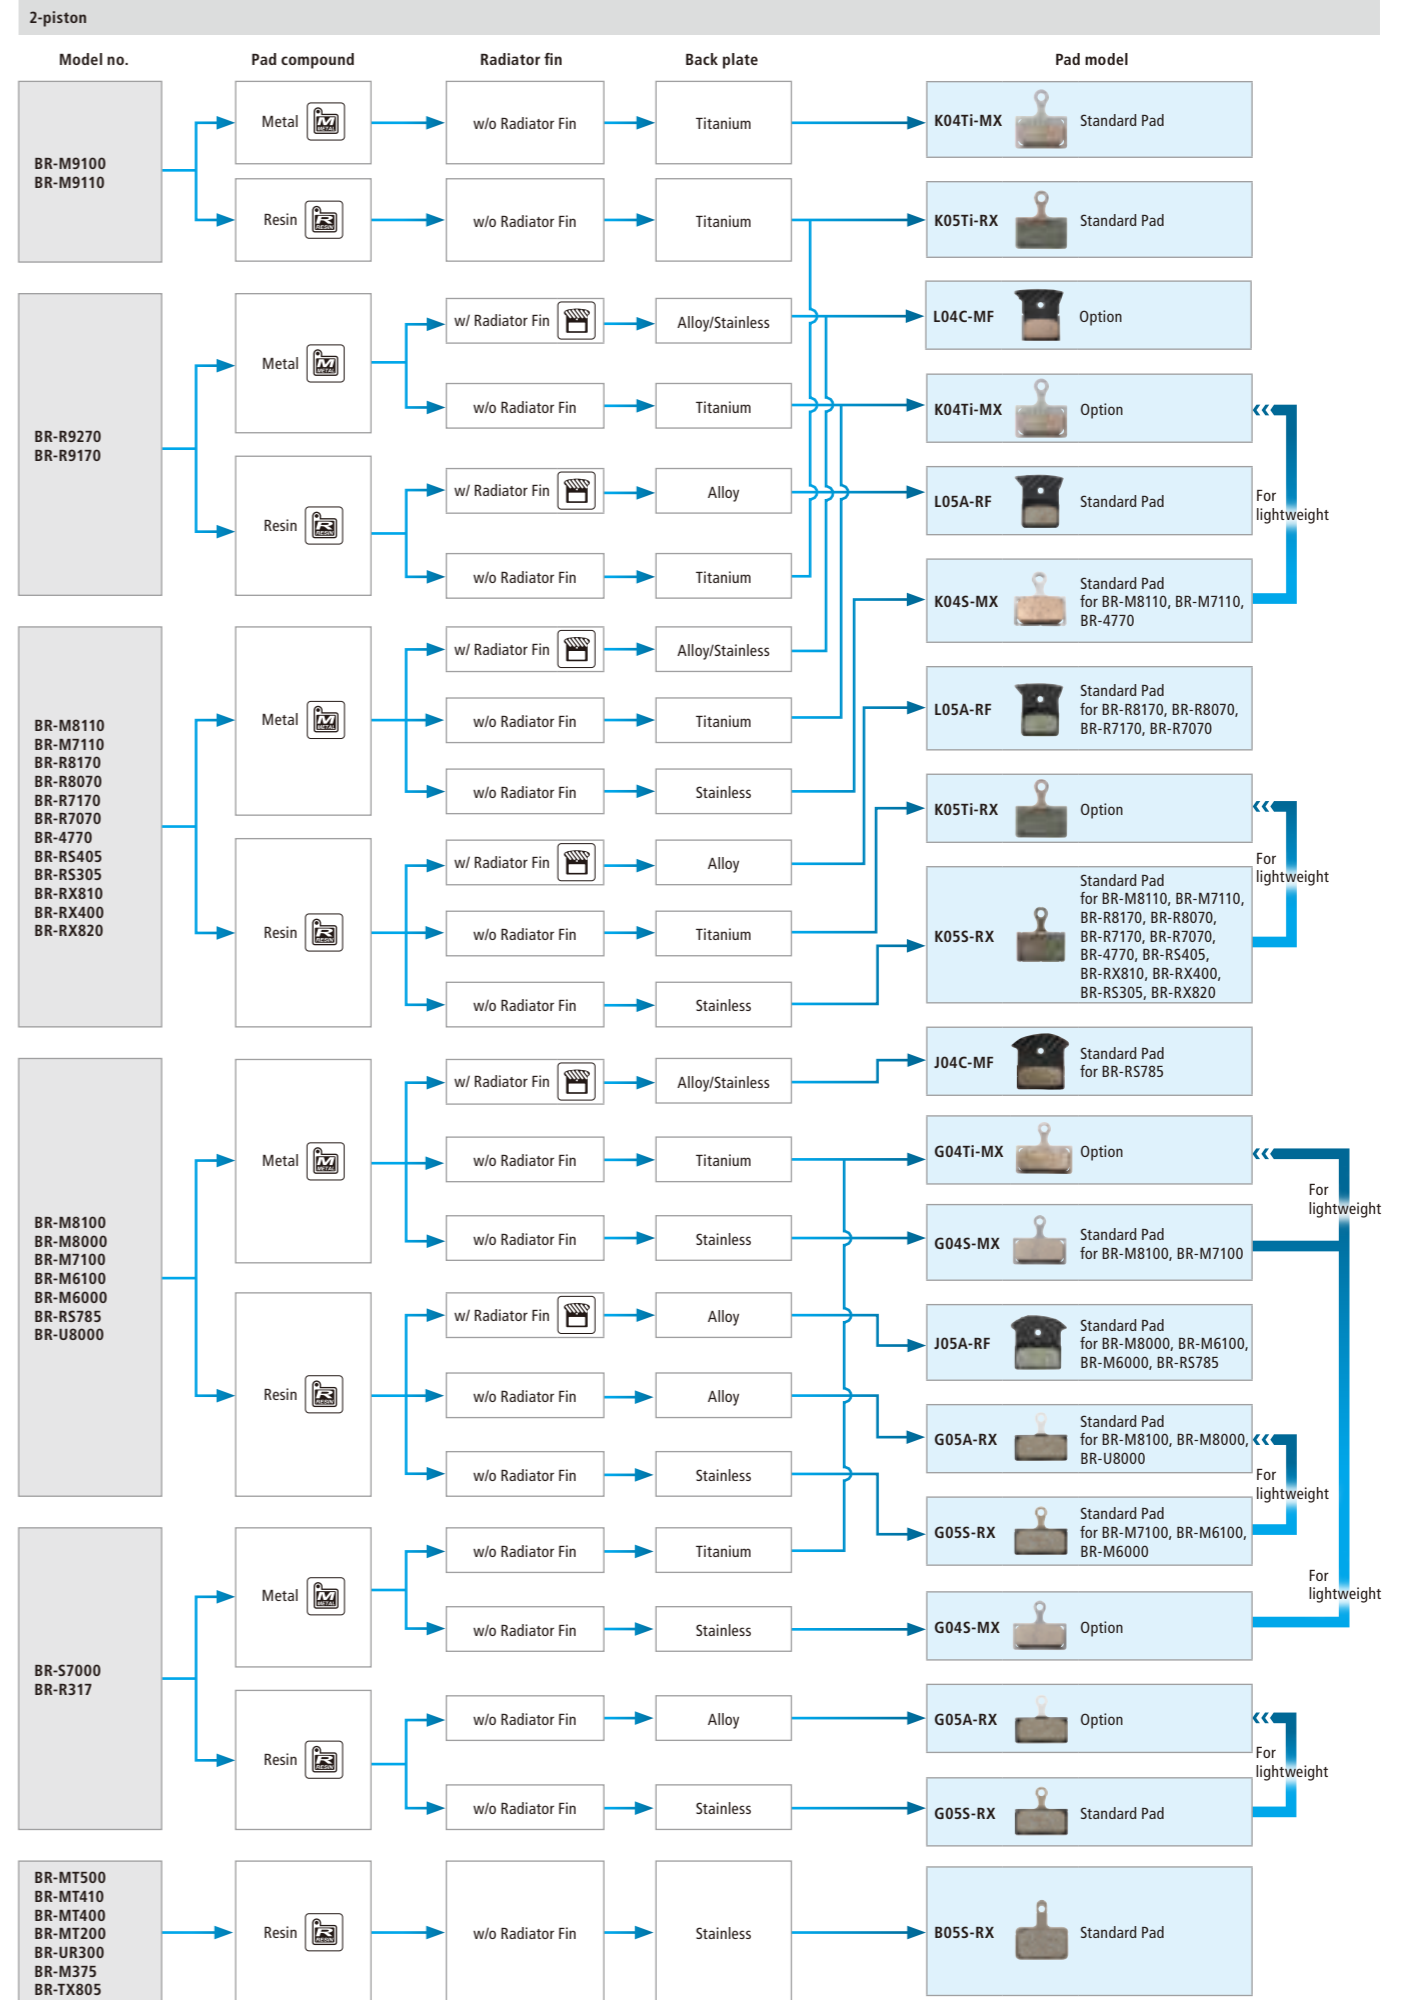 2-piston
Model no.
Pad compound
Radiator fin
Back plate
Pad model
BR-M9100
BR-M9110
Metal
METAL
w/o Radiator Fin
Titanium
K04Ti-MX
Standard Pad
Resin
RESIN
w/o Radiator Fin
Titanium
K05Ti-RX
Standard Pad
BR-R9270
BR-R9170
Metal
METAL
w/ Radiator Fin
Alloy/Stainless
L04C-MF
Option
w/o Radiator Fin
Titanium
K04Ti-MX
Option
Resin
RESIN
w/ Radiator Fin
Alloy
L05A-RF
Standard Pad
w/o Radiator Fin
Titanium
For
lightweight
K04S-MX
Standard Pad
for BR-M8110, BR-M7110,
BR-4770
BR-M8110
BR-M7110
BR-R8170
BR-R8070
BR-R7170
BR-R7070
BR-4770
BR-RS405
BR-RS305
BR-RX810
BR-RX400
BR-RX820
Metal
METAL
w/ Radiator Fin
Alloy/Stainless
w/o Radiator Fin
Titanium
w/o Radiator Fin
Stainless
L05A-RF
Standard Pad
for BR-R8170, BR-R8070,
BR-R7170, BR-R7070
Resin
RESIN
w/ Radiator Fin
Alloy
w/o Radiator Fin
Titanium
w/o Radiator Fin
Stainless
K05Ti-RX
Option
For
lightweight
K05S-RX
Standard Pad
for BR-M8110, BR-M7110,
BR-R8170, BR-R8070,
BR-R7170, BR-R7070,
BR-4770, BR-RS405,
BR-RX810, BR-RX400,
BR-RS305, BR-RX820
BR-M8100
BR-M8000
BR-M7100
BR-M6100
BR-M6000
BR-RS785
BR-U8000
Metal
METAL
w/ Radiator Fin
Alloy/Stainless
J04C-MF
Standard Pad
for BR-RS785
w/o Radiator Fin
Titanium
G04Ti-MX
Option
For
lightweight
w/o Radiator Fin
Stainless
G04S-MX
Standard Pad
for BR-M8100, BR-M7100
Resin
RESIN
w/ Radiator Fin
Alloy
J05A-RF
Standard Pad
for BR-M8000, BR-M6100,
BR-M6000, BR-RS785
w/o Radiator Fin
Alloy
G05A-RX
Standard Pad
for BR-M8100, BR-M8000,
BR-U8000
For
lightweight
w/o Radiator Fin
Stainless
G05S-RX
Standard Pad
for BR-M7100, BR-M6100,
BR-M6000
For
lightweight
BR-S7000
BR-R317
Metal
METAL
w/o Radiator Fin
Titanium
w/o Radiator Fin
Stainless
G04S-MX
Option
Resin
RESIN
w/o Radiator Fin
Alloy
G05A-RX
Option
For
lightweight
w/o Radiator Fin
Stainless
G05S-RX
Standard Pad
BR-MT500
BR-MT410
BR-MT400
BR-MT200
BR-UR300
BR-M375
BR-TX805
Resin
RESIN
w/o Radiator Fin
Stainless
B05S-RX
Standard Pad